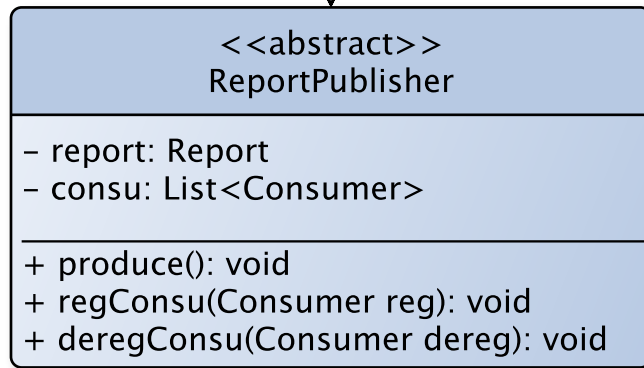 <<abstract>>
ReportPublisher
– report: Report
– consu: List<Consumer>
+ produce(): void
+ regConsu(Consumer reg): void
+ deregConsu(Consumer dereg): void